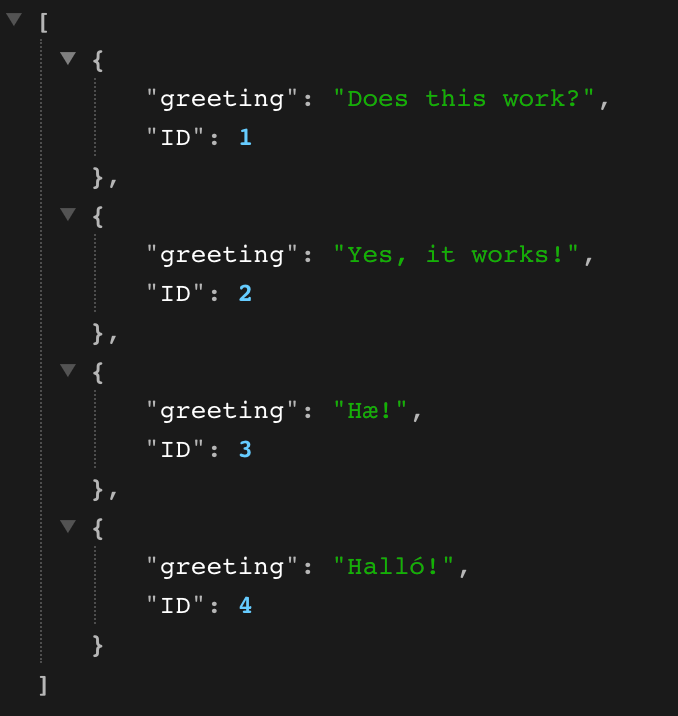 [
{
"greeting": "Does this work?",
"ID": 1
},
{
"greeting": "Yes, it works!",
"ID": 2
},
{
"greeting": "Hæ!",
"ID": 3
},
{
"greeting": "Halló!",
"ID": 4
}
]